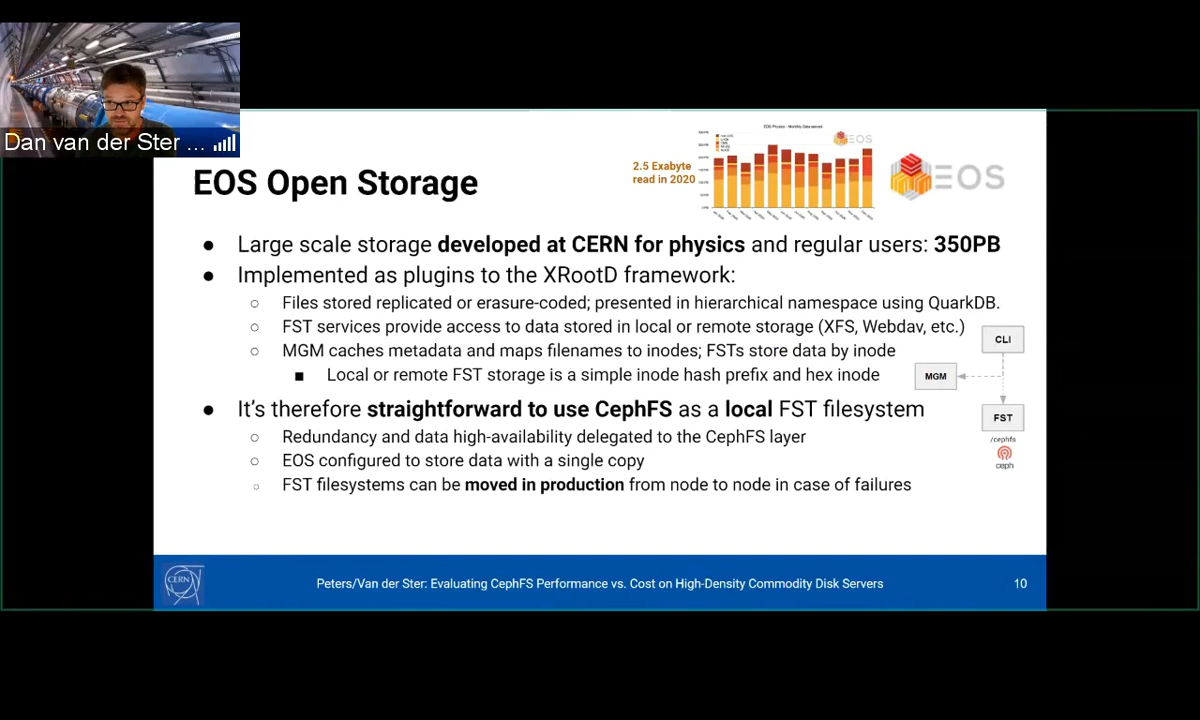 Dan van der Ster ...
EOS Open Storage
2.5 Exabyte
read in 2020
EOS Physics - Monthly Data served
EOS
EOS
● Large scale storage developed at CERN for physics and regular users: 350PB
● Implemented as plugins to the XRootD framework:
○ Files stored replicated or erasure-coded; presented in hierarchical namespace using QuarkDB.
○ FST services provide access to data stored in local or remote storage (XFS, Webdav, etc.)
○ MGM caches metadata and maps filenames to inodes; FSTs store data by inode
■ Local or remote FST storage is a simple inode hash prefix and hex inode
● It's therefore straightforward to use CephFS as a local FST filesystem
○ Redundancy and data high-availability delegated to the CephFS layer
○ EOS configured to store data with a single copy
○ FST filesystems can be moved in production from node to node in case of failures
CLI
MGM
FST
/cephfs
ceph
CERN
Peters/Van der Ster: Evaluating CephFS Performance vs. Cost on High-Density Commodity Disk Servers
10